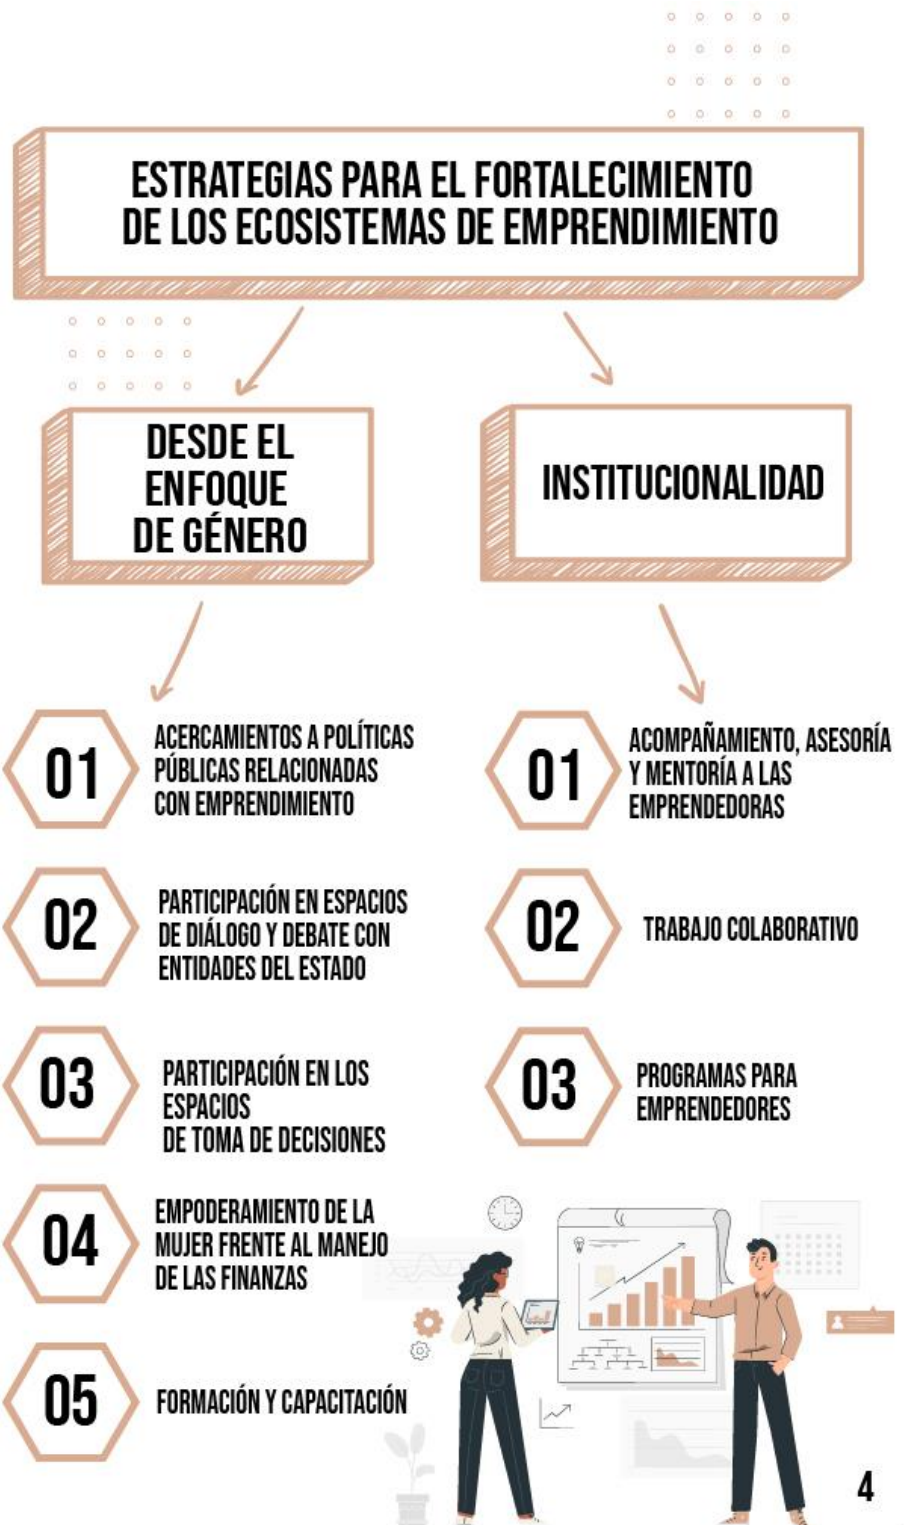 ESTRATEGIAS PARA EL FORTALECIMIENTO
DE LOS ECOSISTEMAS DE EMPRENDIMIENTO
DESDE EL
ENFOQUE
DE GÉNERO
01
ACERCAMIENTOS A POLÍTICAS
PÚBLICAS RELACIONADAS
CON EMPRENDIMIENTO
02
PARTICIPACIÓN EN ESPACIOS
DE DIÁLOGO Y DEBATE CON
ENTIDADES DEL ESTADO
03
PARTICIPACIÓN EN LOS
ESPACIOS
DE TOMA DE DECISIONES
04
EMPODERAMIENTO DE LA
MUJER FRENTE AL MANEJO
DE LAS FINANZAS
05
FORMACIÓN Y CAPACITACIÓN
INSTITUCIONALIDAD
01
ACOMPAÑAMIENTO, ASESORÍA
Y MENTORÍA A LAS
EMPRENDEDORAS
02
TRABAJO COLABORATIVO
03
PROGRAMAS PARA
EMPRENDEDORES
4